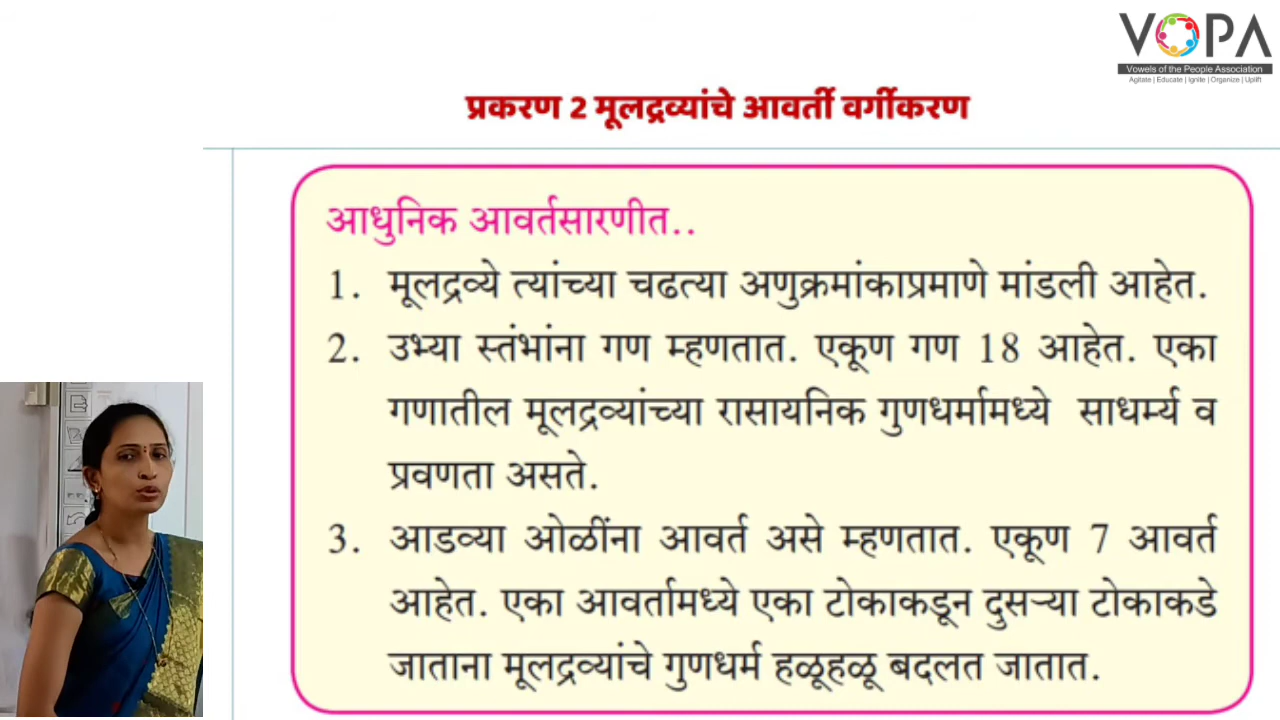 VOPA
Vowels of the People Association
Agitate | Educate | Ignite | Organize | Uplift
प्रकरण 2 मूलद्रव्यांचे आवर्ती वर्गीकरण
आधुनिक आवर्तसारणीत..
1. मूलद्रव्ये त्यांच्या चढत्या अणुक्रमांकाप्रमाणे मांडली आहेत.
2. उभ्या स्तंभांना गण म्हणतात. एकूण गण 18 आहेत. एका
गणातील मूलद्रव्यांच्या रासायनिक गुणधर्मामध्ये साधर्म्य व
प्रवणता असते.
3. आडव्या ओळींना आवर्त असे म्हणतात. एकूण 7 आवर्त
आहेत. एका आवर्तामध्ये एका टोकाकडून दुसऱ्या टोकाकडे
जाताना मूलद्रव्यांचे गुणधर्म हळूहळू बदलत जातात.